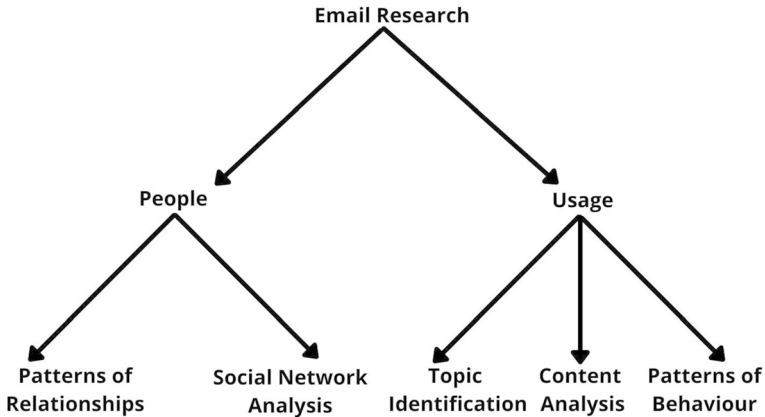 Email Research
People
Usage
Patterns of
Relationships
Social Network
Analysis
Topic
Identification
Content
Analysis
Patterns of
Behaviour